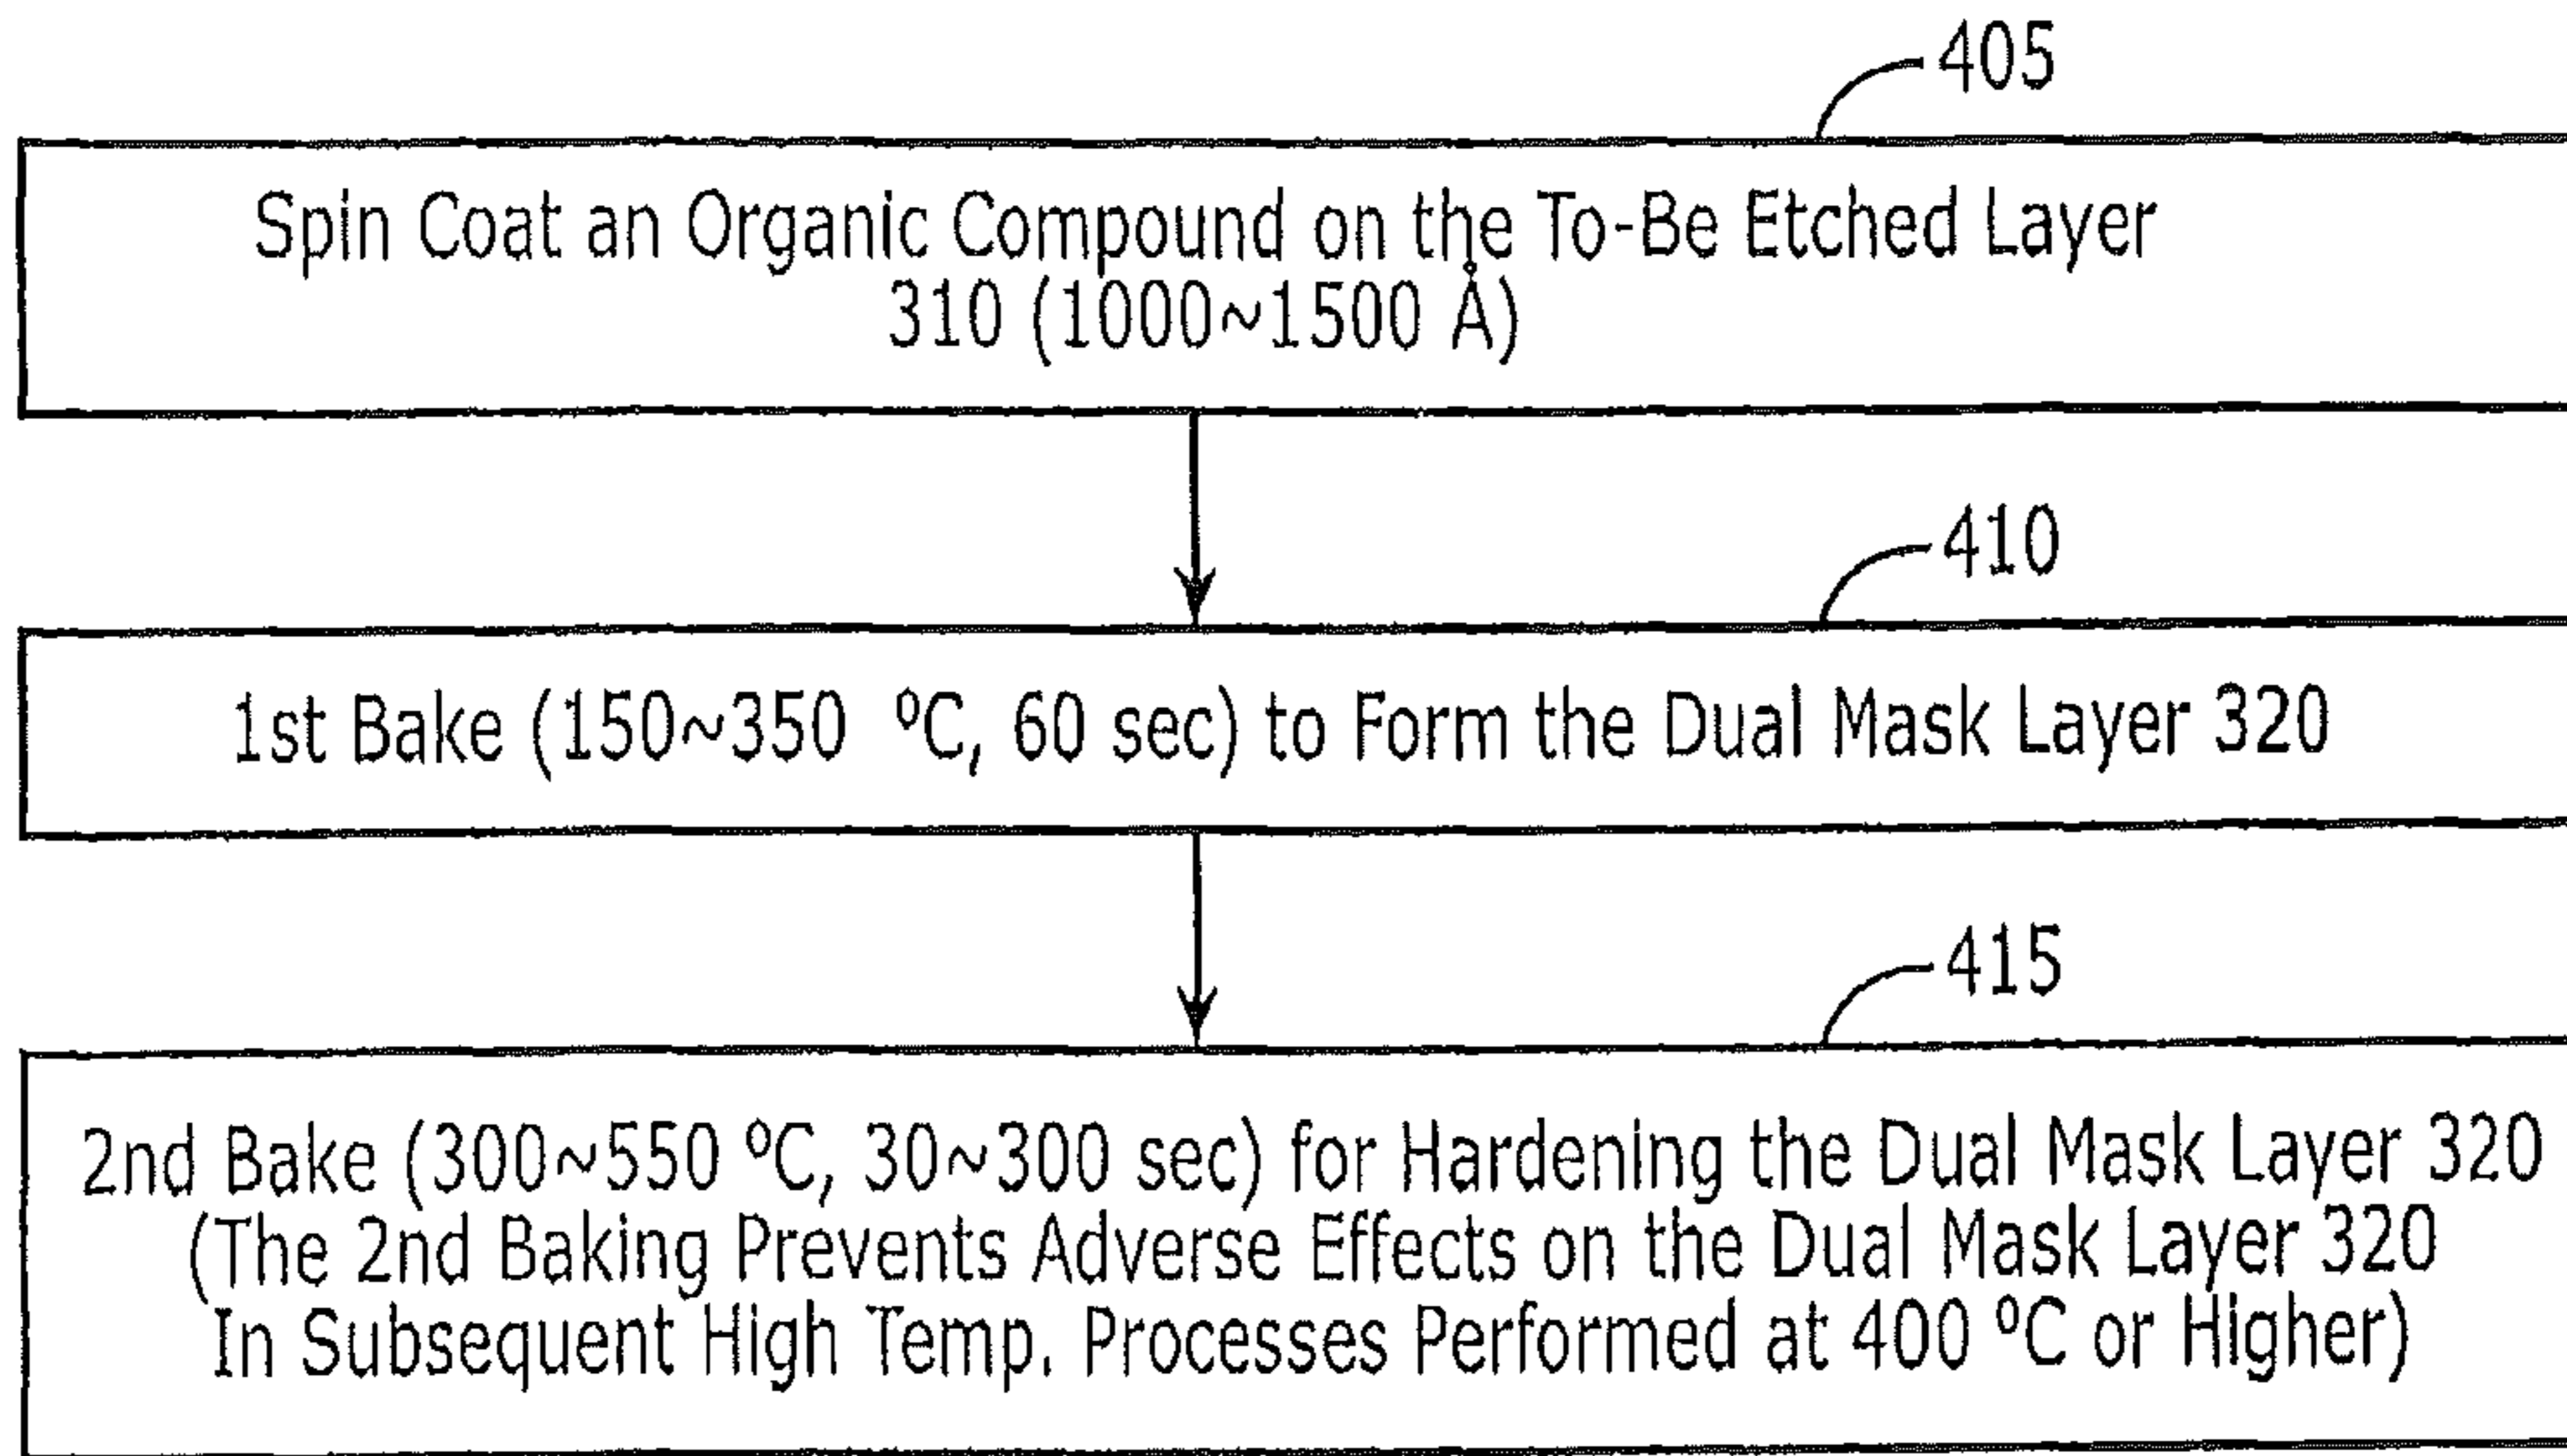 405
Spin Coat an Organic Compound on the To-Be Etched Layer
310 (1000~1500 Å)
410
1st Bake (150~350 ºC, 60 sec) to Form the Dual Mask Layer 320
415
2nd Bake (300~550 ºC, 30~300 sec) for Hardening the Dual Mask Layer 320
(The 2nd Baking Prevents Adverse Effects on the Dual Mask Layer 320
In Subsequent High Temp. Processes Performed at 400 ºC or Higher)